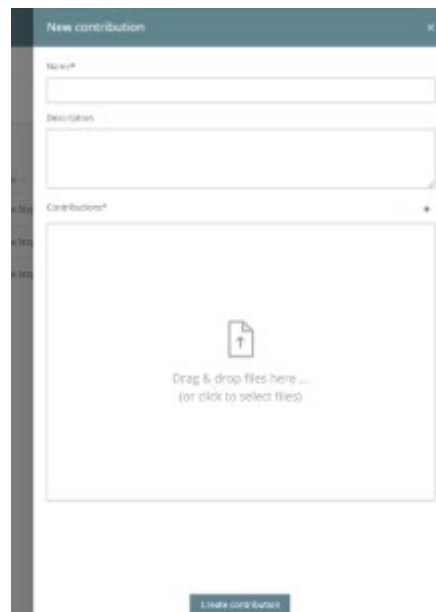 New contribution ×
Name*
Description
Contributions* +
Drag & drop files here ...
(or click to select files)
Create contribution